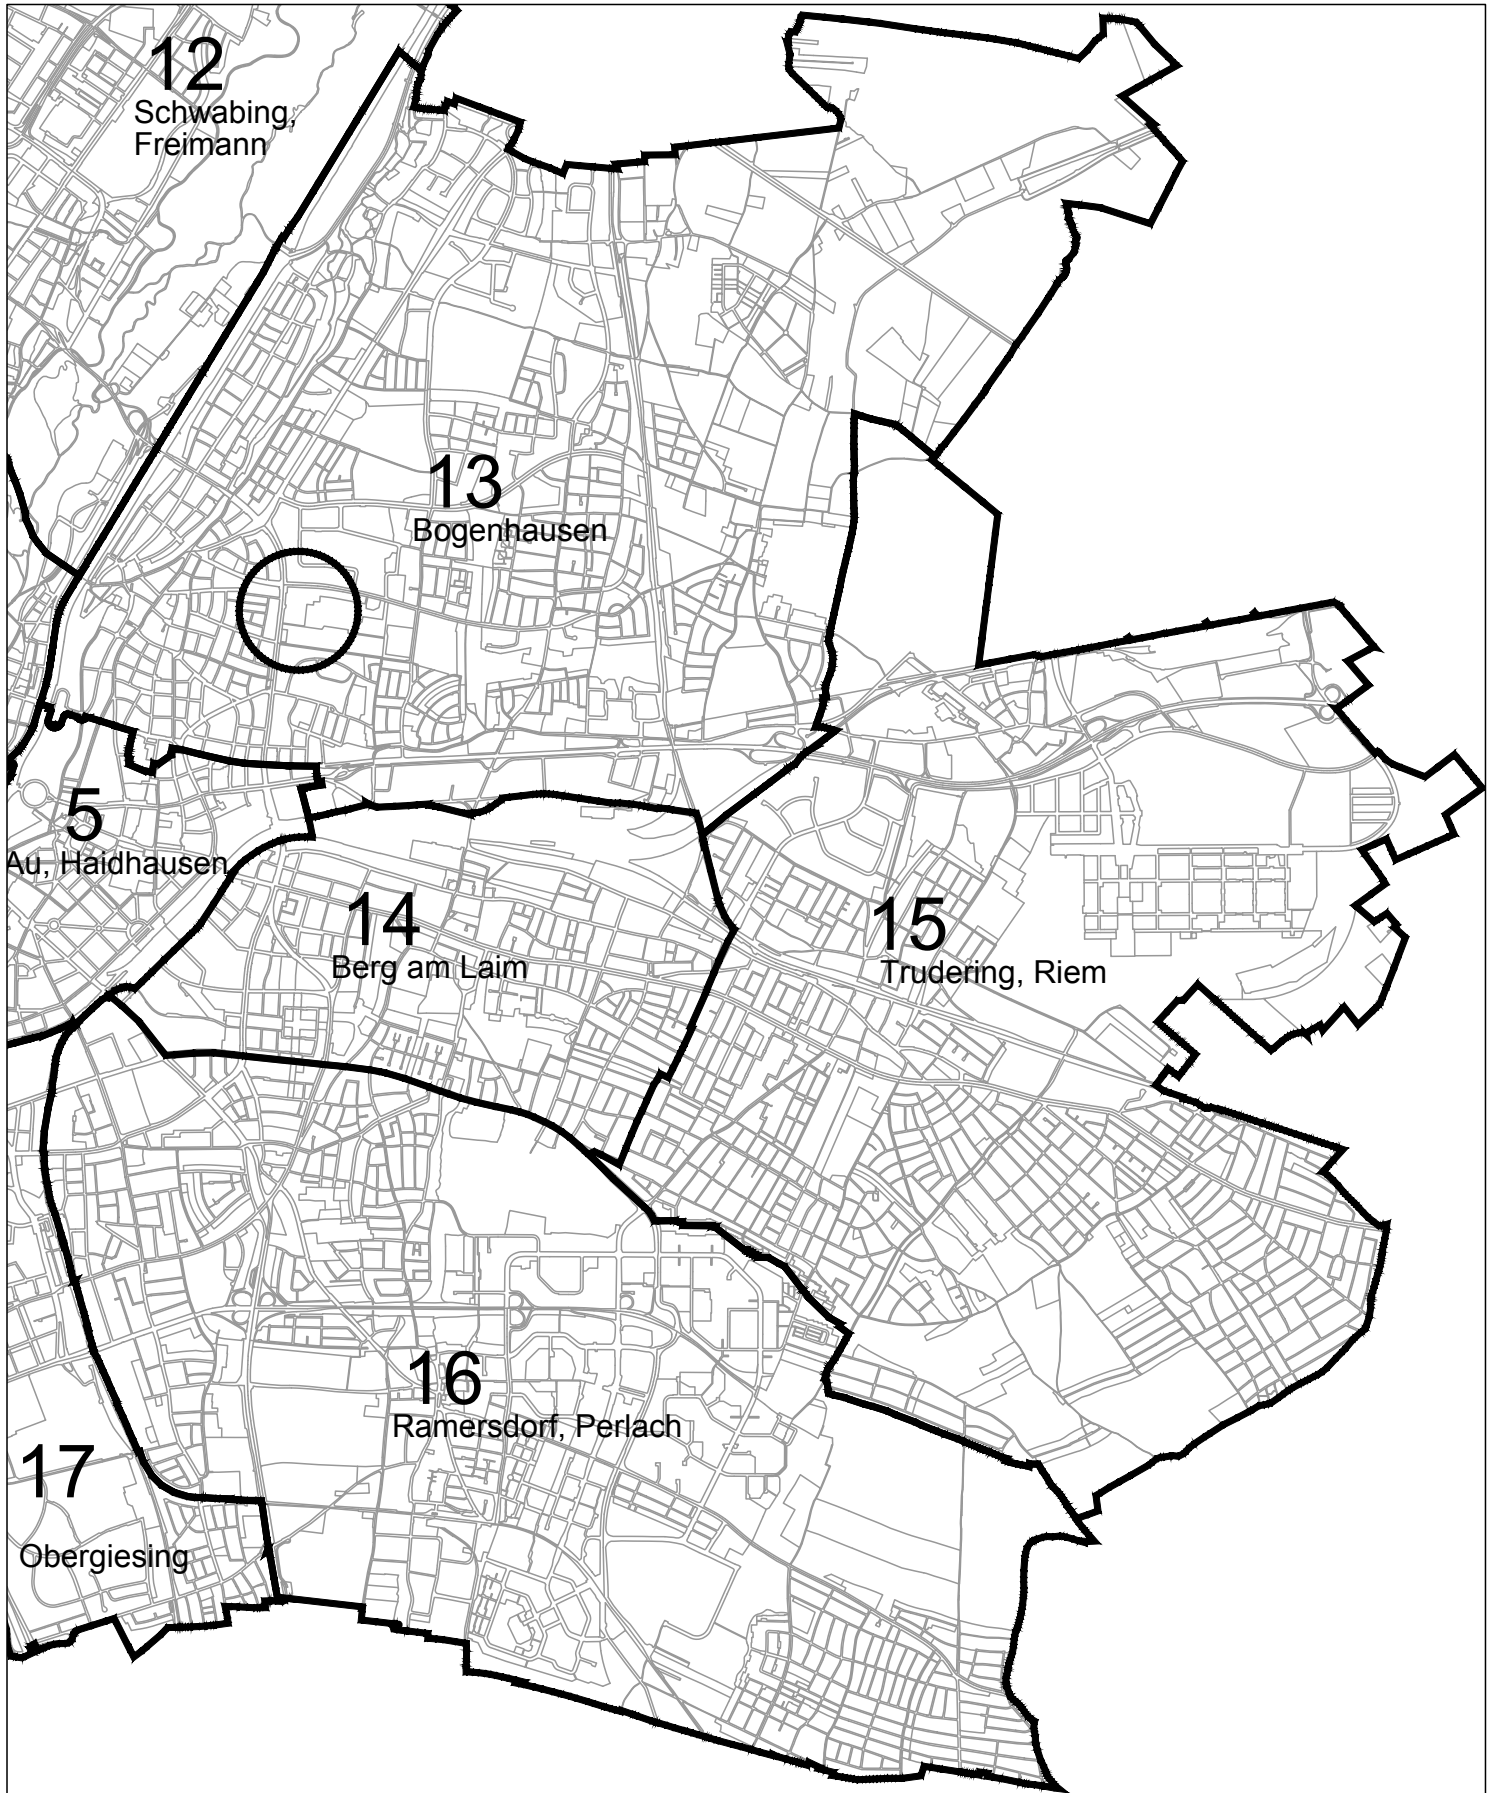 12
Schwabing,
Freimann
13
Bogenhausen
5
Au, Haidhausen
14
Berg am Laim
15
Trudering, Riem
16
Ramersdorf, Perlach
17
Obergiesing